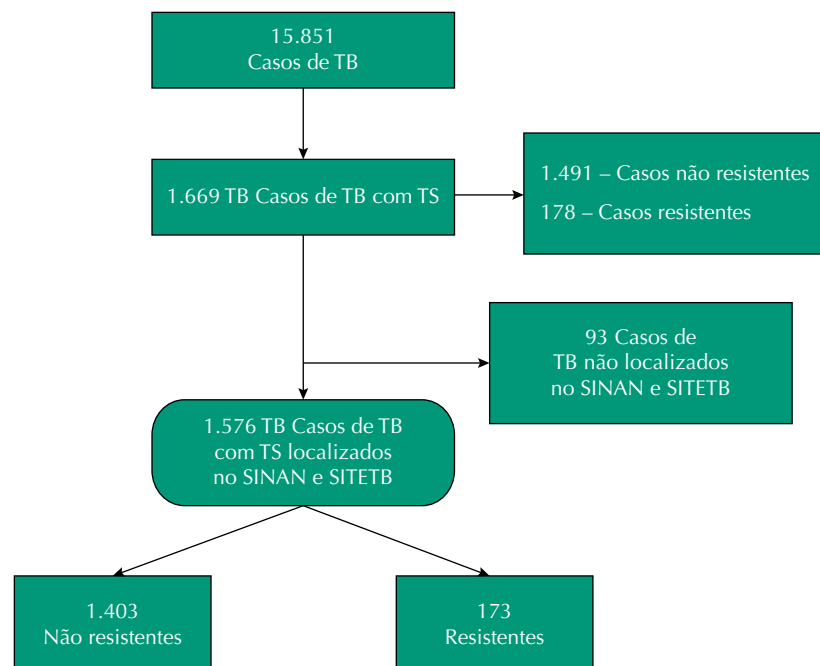 15.851
Casos de TB
1.669 TB Casos de TB com TS
1.491 – Casos não resistentes
178 – Casos resistentes
93 Casos de
TB não localizados
no SINAN e SITETB
1.576 TB Casos de TB
com TS localizados
no SINAN e SITETB
1.403
Não resistentes
173
Resistentes